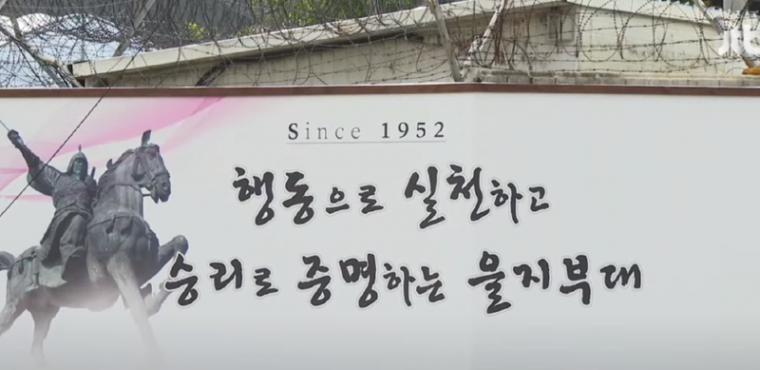 Since 1952
행동으로 실천하고
승리로 증명하는 을지부대